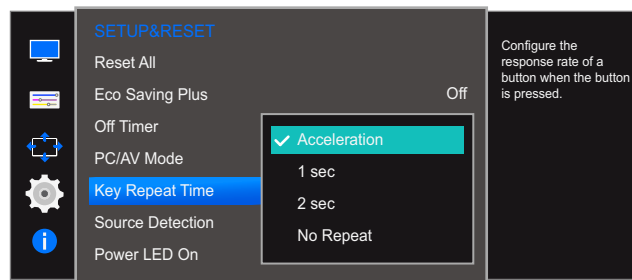 SETUP&RESET
Reset All
Eco Saving Plus Off
Off Timer
PC/AV Mode
Key Repeat Time
Source Detection
Power LED On
Acceleration
1 sec
2 sec
No Repeat
Configure the
response rate of a
button when the button
is pressed.